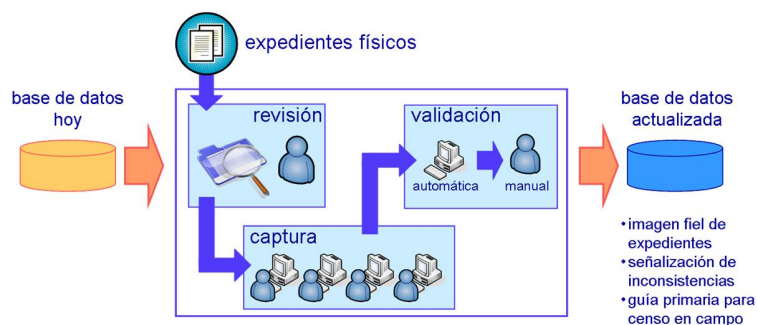 expedientes físicos
base de datos
hoy
revisión
validación
automática
manual
captura
base de datos
actualizada
•imagen fiel de
expedientes
•señalización de
inconsistencias
•guía primaria para
censo en campo